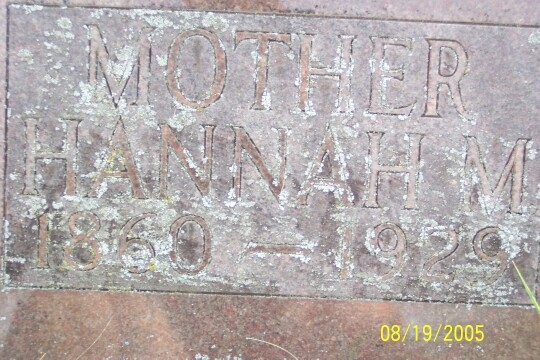 MOTHER
HANNAH M
1860 — 1929
08/19/2005